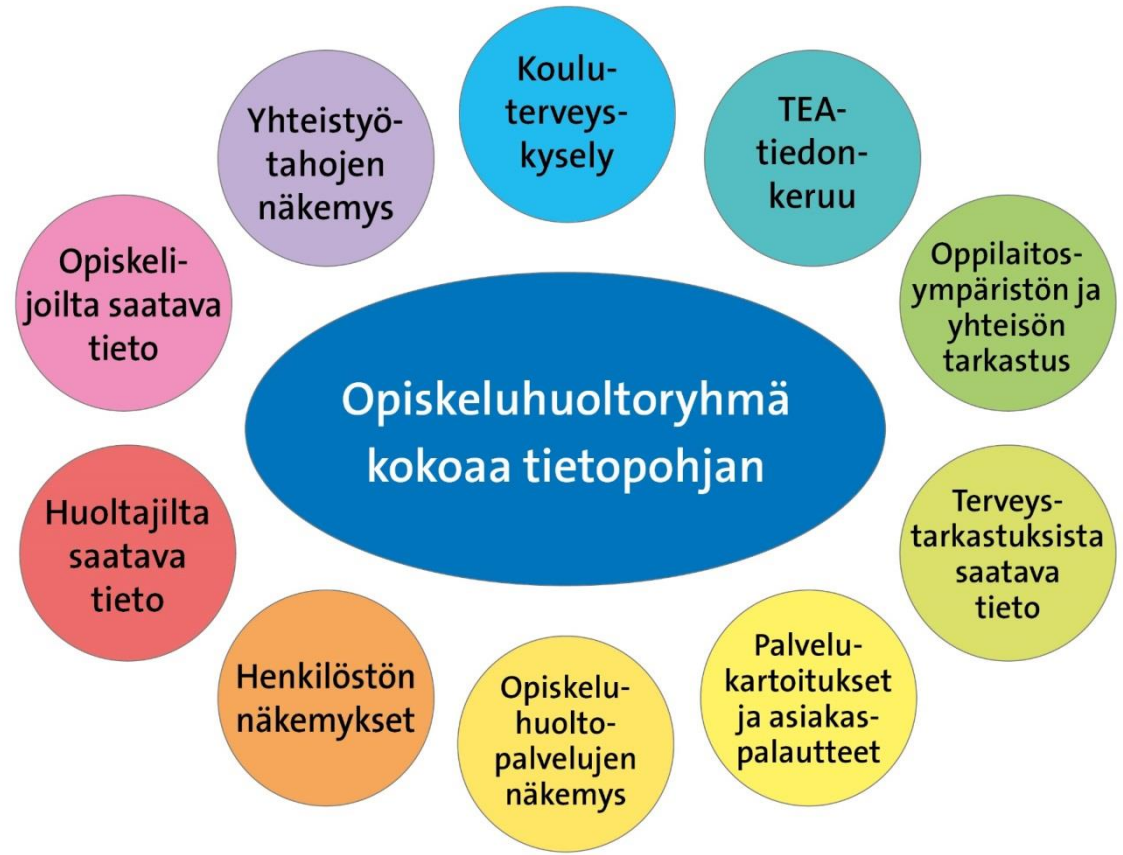 Koulu-
terveys-
kysely
TEA-
tiedon-
keruu
Oppilaitos-
ympäristön ja
yhteisön
tarkastus
Terveys-
tarkastuksista
saatava
tieto
Palvelu-
kartoitukset
ja asiakas-
palautteet
Opiskelu-
huolto-
palvelujen
näkemys
Henkilöstön
näkemykset
Huoltajilta
saatava
tieto
Opiskeli-
joilta saatava
tieto
Yhteistyö-
tahojen
näkemys
Opiskeluhuoltoryhmä
kokoaa tietopohjan